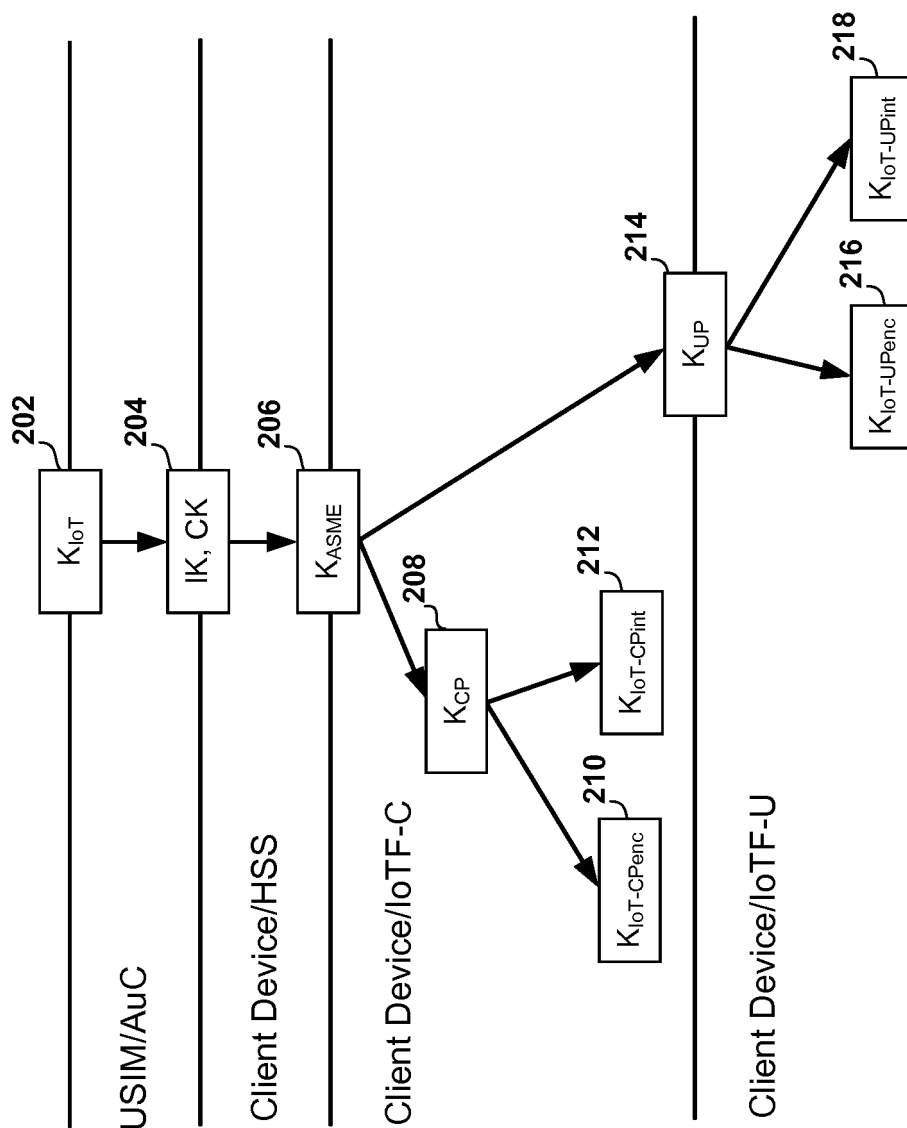 202
K_IoT
USIM/AuC
204
IK, CK
Client Device/HSS
206
K_ASME
Client Device/IoTF-C
208
K_CP
210
K_IoT-CPenc
212
K_IoT-CPint
214
K_UP
Client Device/IoTF-U
216
K_IoT-UPenc
218
K_IoT-UPint